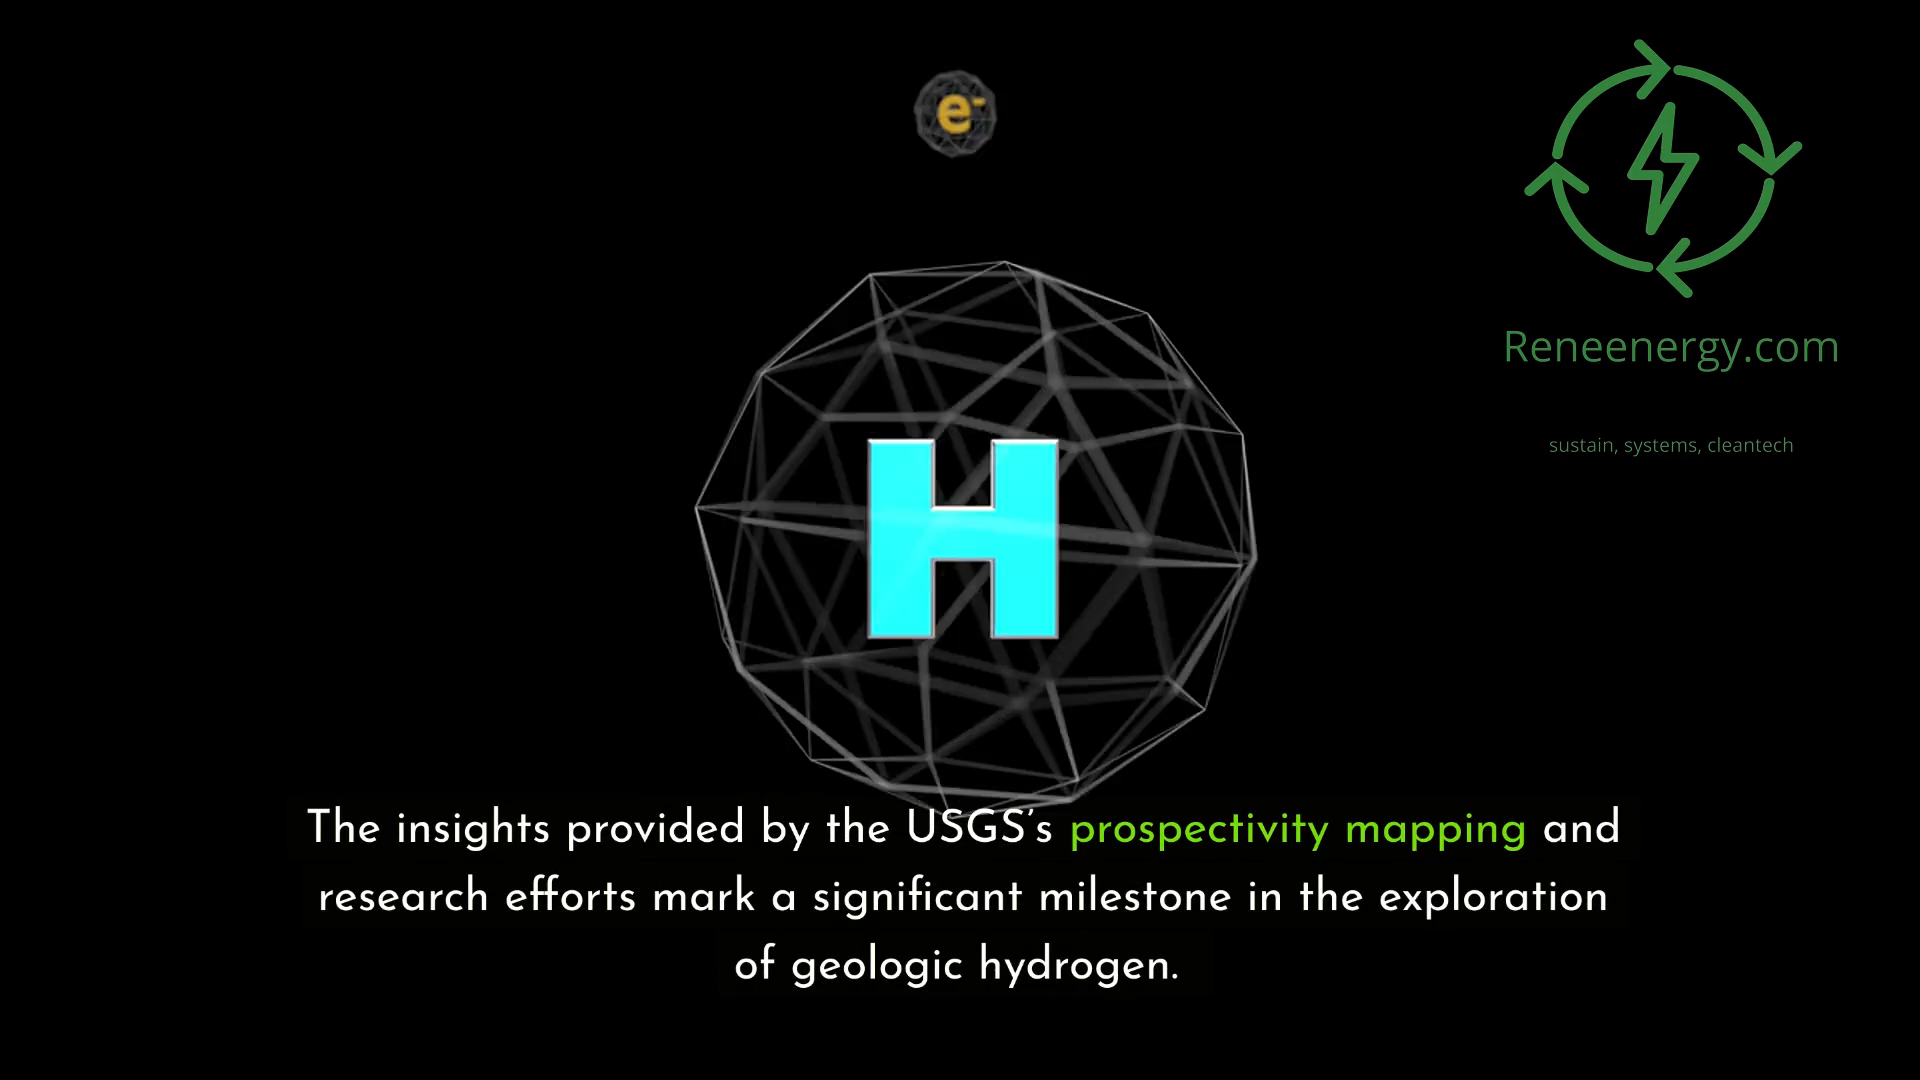 e-
Reneenergy.com
sustain, systems, cleantech
H
The insights provided by the USGS’s prospectivity mapping and
research efforts mark a significant milestone in the exploration
of geologic hydrogen.